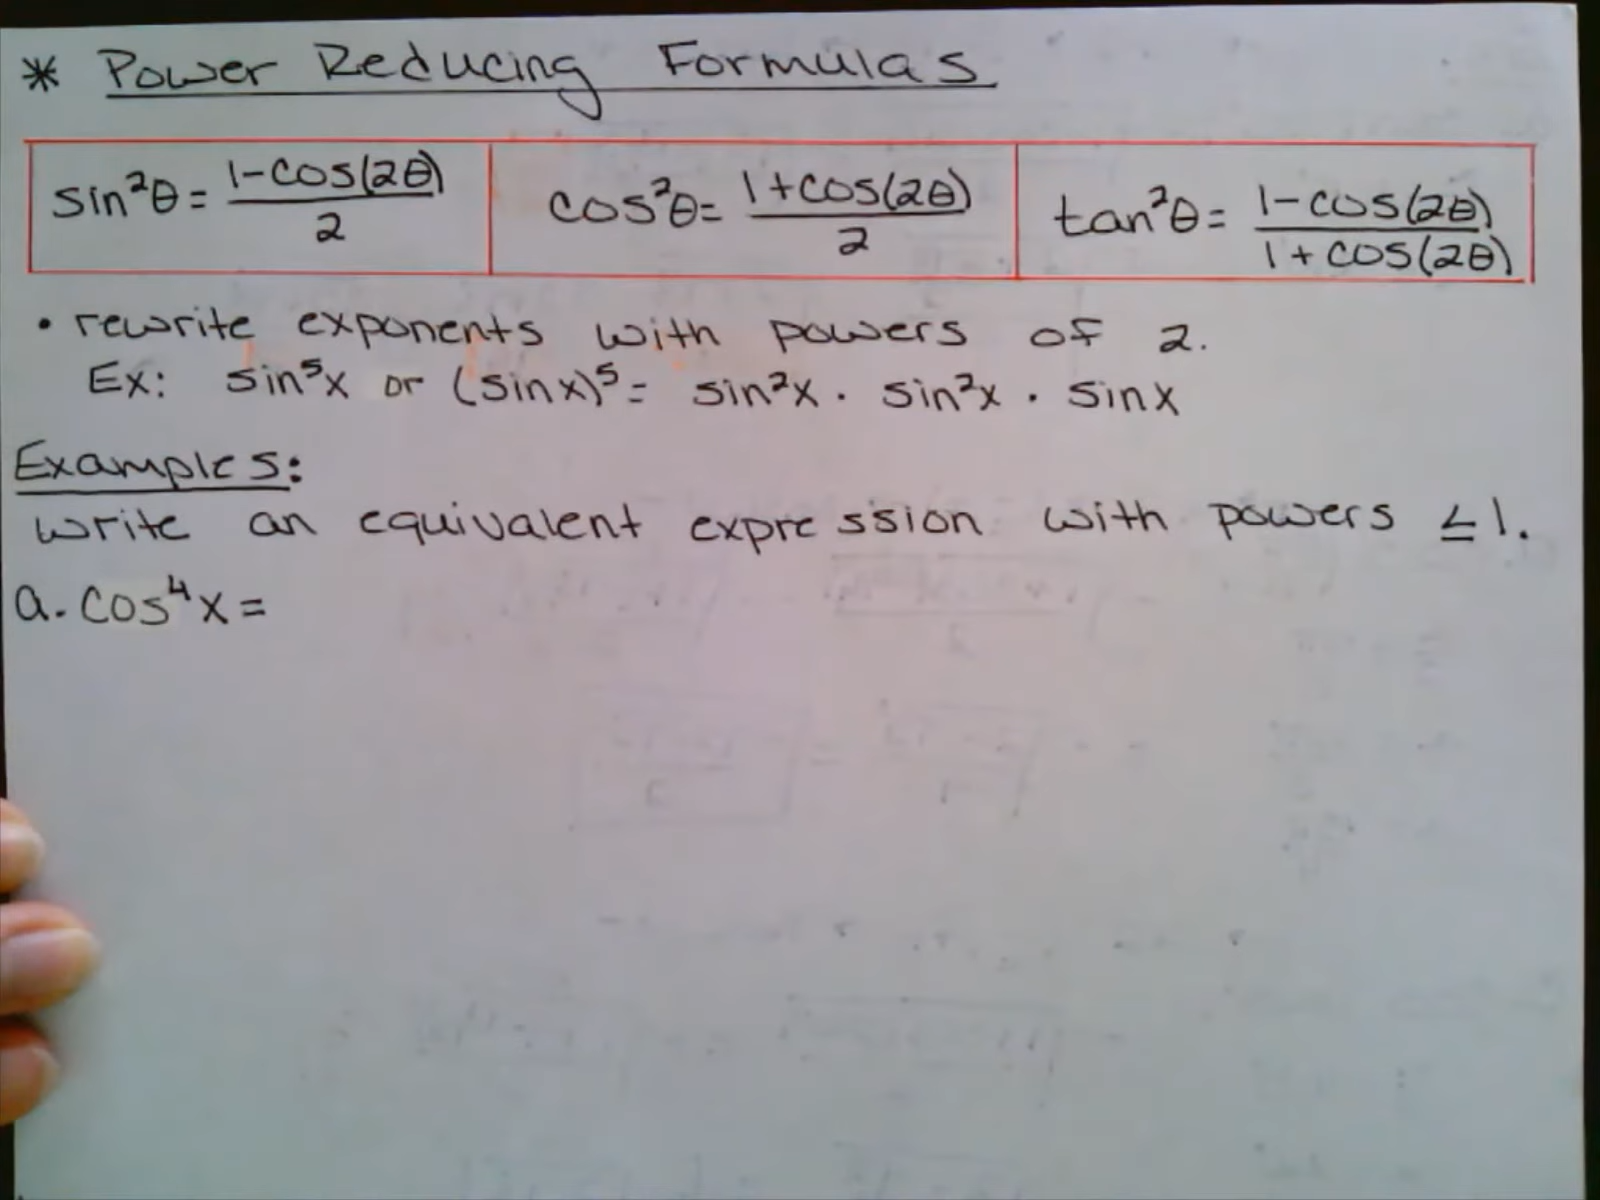 * Power Reducing Formulas
sin²θ = (1-cos(2θ))/2 | cos²θ = (1+cos(2θ))/2 | tan²θ = (1-cos(2θ))/(1+cos(2θ))
• rewrite exponents with powers of 2.
Ex: sin⁵x or (sinx)⁵ = sin²x · sin²x · sinx
Examples:
write an equivalent expression with powers ≤ 1.
a. cos⁴x =